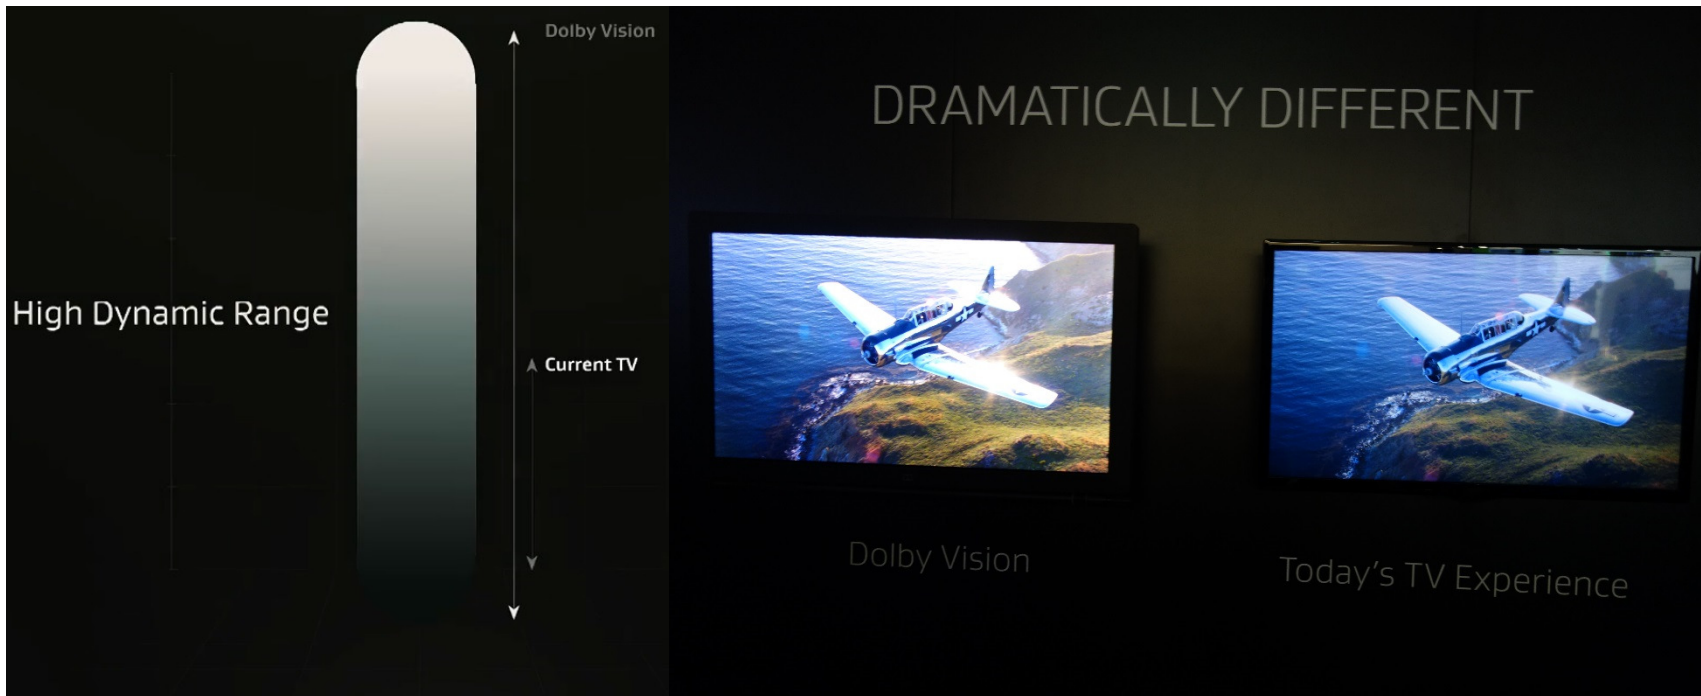 Dolby Vision
High Dynamic Range
Current TV
DRAMATICALLY DIFFERENT
Dolby Vision
Today's TV Experience